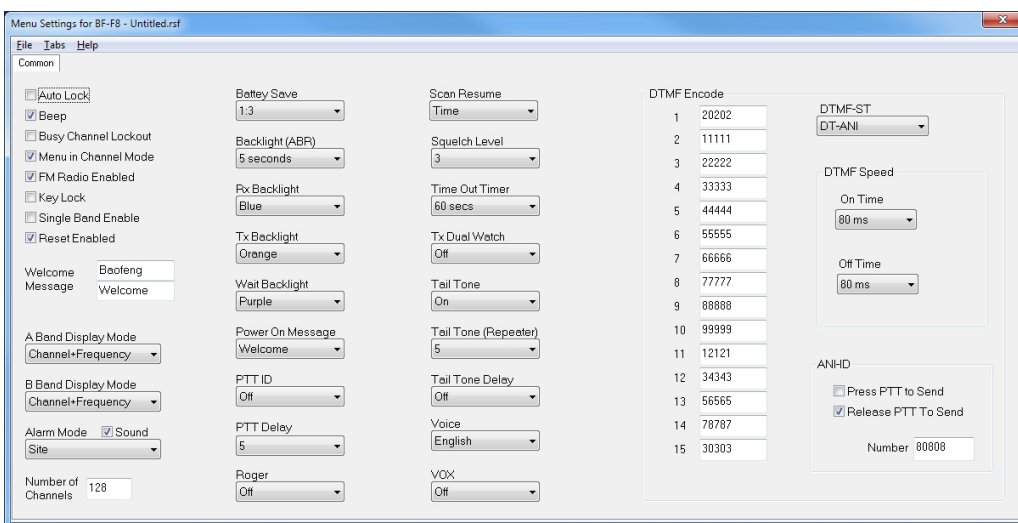 Menu Settings for BF-F8 - Untitled.rsf
File Tabs Help
Common
Auto Lock
Beep
Busy Channel Lockout
Menu in Channel Mode
FM Radio Enabled
Key Lock
Single Band Enable
Reset Enabled
Welcome Message
Baofeng
Welcome
A Band Display Mode
Channel+Frequency
B Band Display Mode
Channel+Frequency
Alarm Mode Sound
Site
Number of Channels
128
Battey Save
1:3
Backlight (ABR)
5 seconds
Rx Backlight
Blue
Tx Backlight
Orange
Wait Backlight
Purple
Power On Message
Welcome
PTT ID
Off
PTT Delay
5
Roger
Off
Scan Resume
Time
Squelch Level
3
Time Out Timer
60 secs
Tx Dual Watch
Off
Tail Tone
On
Tail Tone (Repeater)
5
Tail Tone Delay
Off
Voice
English
VOX
Off
DTMF Encode
1 20202
2 11111
3 22222
4 33333
5 44444
6 55555
7 66666
8 77777
9 88888
10 99999
11 12121
12 34343
13 56565
14 78787
15 30303
DTMF-ST
DT-ANI
DTMF Speed
On Time
80 ms
Off Time
80 ms
ANI-ID
Press PTT to Send
Release PTT To Send
Number 80808